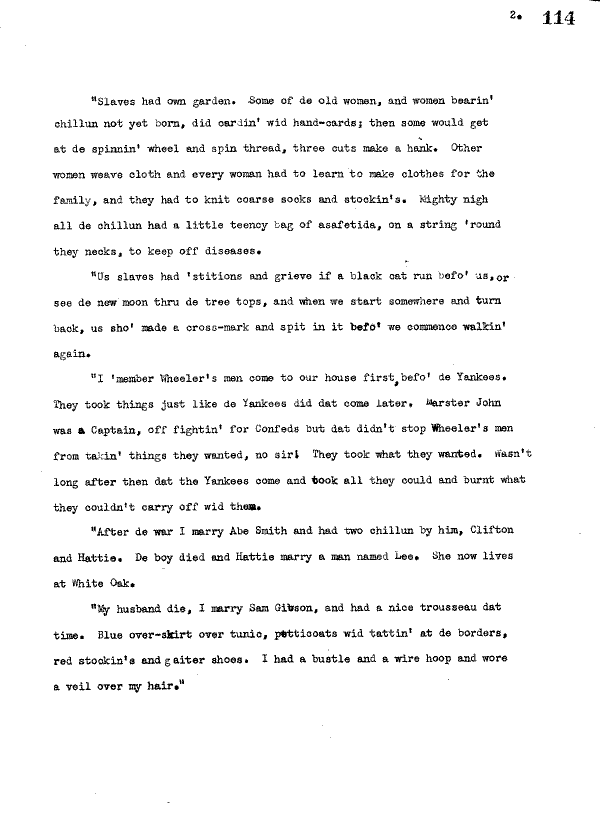 2. 114
"Slaves had own garden. Some of de old women, and women bearin'
chillun not yet born, did cardin' wid hand-cards; then some would get
at de spinnin' wheel and spin thread, three cuts make a hank. Other
women weave cloth and every woman had to learn to make clothes for the
family, and they had to knit coarse socks and stockin's. Mighty nigh
all de chillun had a little teency bag of asafetida, on a string 'round
they necks, to keep off diseases.
"Us slaves had 'stitions and grieve if a black cat run befo' us, or
see de new moon thru de tree tops, and when we start somewhere and turn
back, us sho' made a cross-mark and spit in it befo' we commence walkin'
again.
"I 'member Wheeler's men come to our house first, befo' de Yankees.
They took things just like de Yankees did dat come later. Marster John
was a Captain, off fightin' for Confeds but dat didn't stop Wheeler's men
from takin' things they wanted, no sir! They took what they wanted. Wasn't
long after then dat the Yankees come and took all they could and burnt what
they couldn't carry off wid them.
"After de war I marry Abe Smith and had two chillun by him, Clifton
and Hattie. De boy died and Hattie marry a man named Lee. She now lives
at White Oak.
"My husband die, I marry Sam Gibson, and had a nice trousseau dat
time. Blue over-skirt over tunic, petticoats wid tattin' at de borders,
red stockin's and gaiter shoes. I had a bustle and a wire hoop and wore
a veil over my hair."